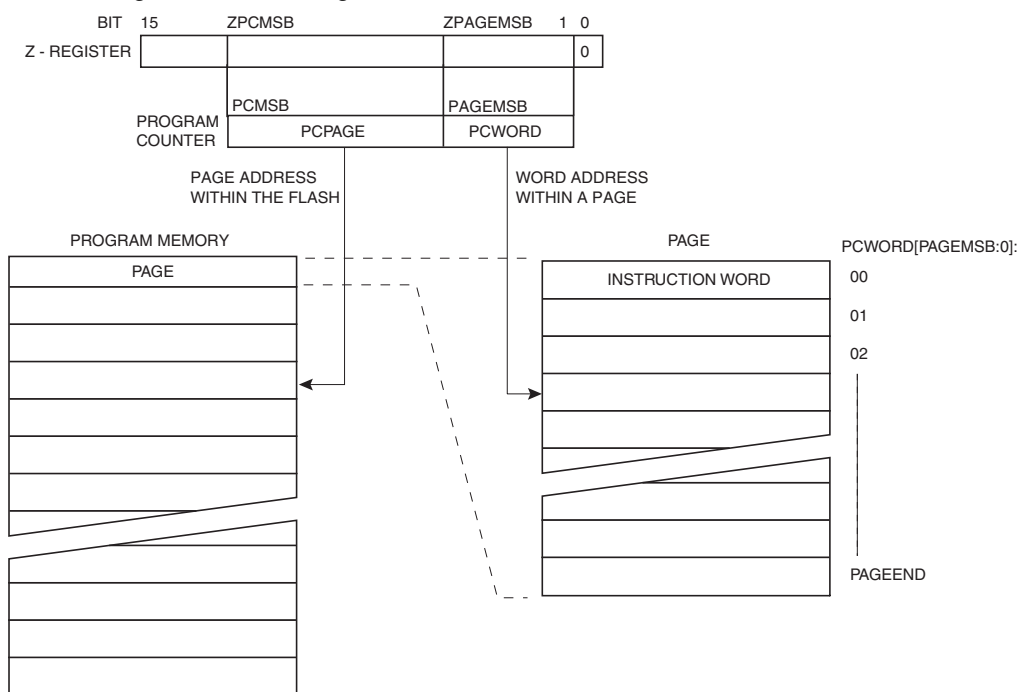 BIT 15 ZPCMSB ZPAGEMSB 1 0
Z - REGISTER 0
PCMSB PAGEMSB
PROGRAM
COUNTER
PCPAGE PCWORD
PAGE ADDRESS
WITHIN THE FLASH
WORD ADDRESS
WITHIN A PAGE
PROGRAM MEMORY
PAGE
PAGE
PCWORD[PAGEMSB:0]:
INSTRUCTION WORD
00
01
02
PAGEEND